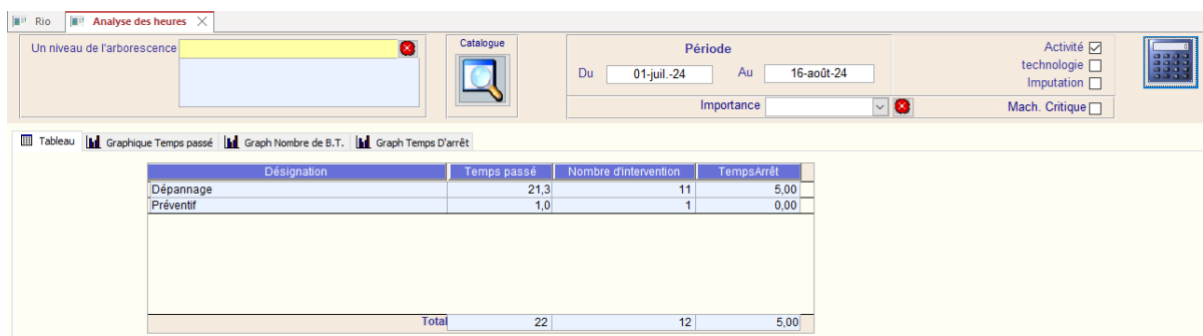 Rio Analyse des heures
Un niveau de l'arborescence
Catalogue
Période
Du 01-juil.-24 Au 16-août-24
Importance
Activité
technologie
Imputation
Mach. Critique
Tableau Graphique Temps passé Graph Nombre de B.T. Graph Temps D'arrêt
Désignation Temps passé Nombre d'intervention TempsArrêt
Dépannage 21,3 11 5,00
Préventif 1,0 1 0,00
Total 22 12 5,00